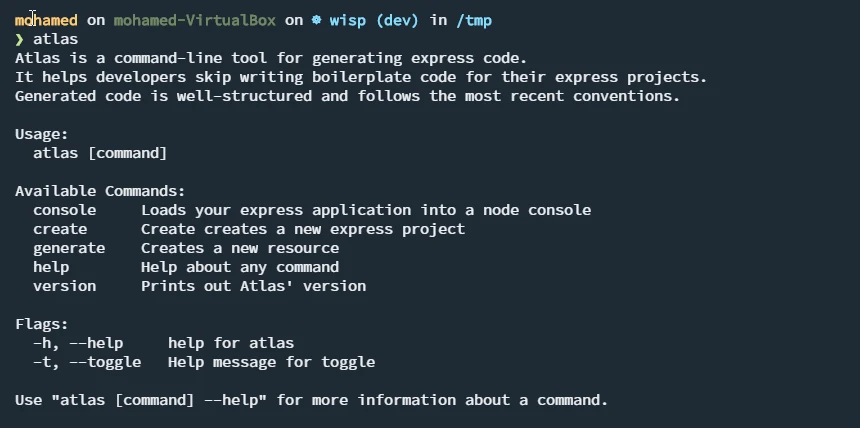 mohamed on mohamed-VirtualBox on ☸ wisp (dev) in /tmp
❯ atlas
Atlas is a command-line tool for generating express code.
It helps developers skip writing boilerplate code for their express projects.
Generated code is well-structured and follows the most recent conventions.

Usage:
  atlas [command]

Available Commands:
  console     Loads your express application into a node console
  create      Create creates a new express project
  generate    Creates a new resource
  help        Help about any command
  version     Prints out Atlas' version

Flags:
  -h, --help     help for atlas
  -t, --toggle   Help message for toggle

Use "atlas [command] --help" for more information about a command.